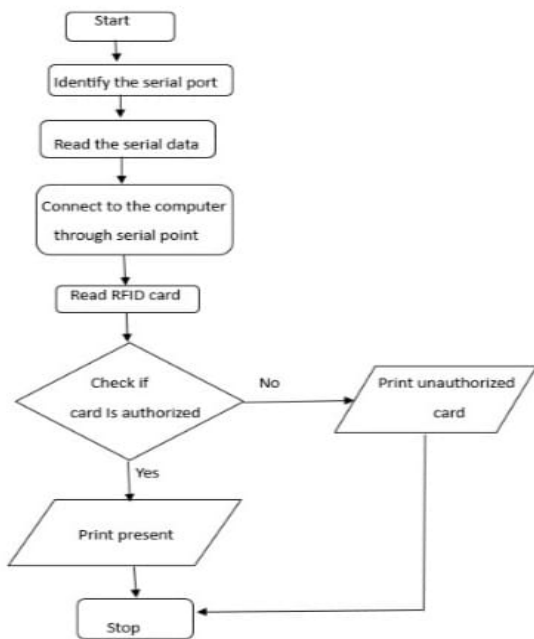 Start
Identify the serial port
Read the serial data
Connect to the computer
through serial point
Read RFID card
Check if
card Is authorized
No
Print unauthorized
card
Yes
Print present
Stop